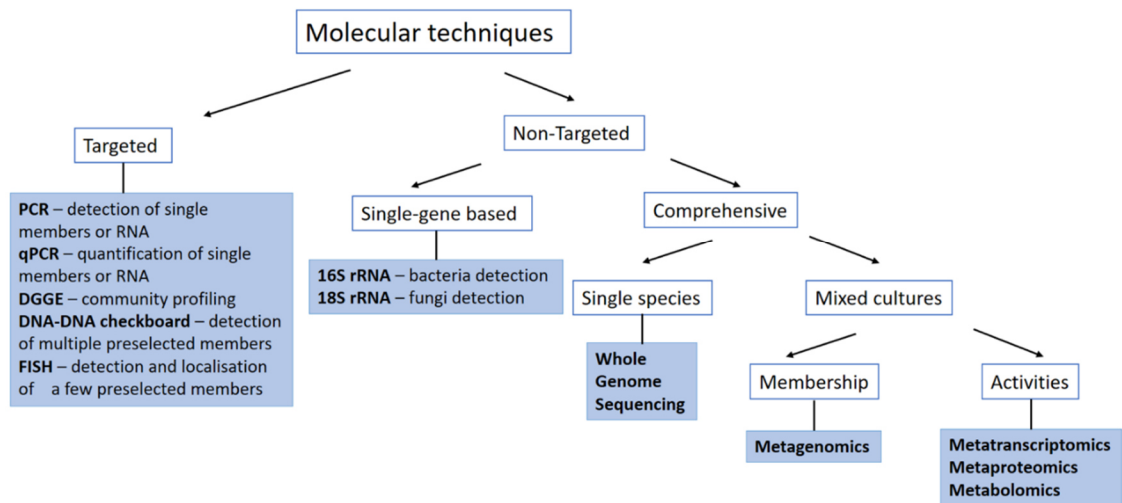 Molecular techniques
Targeted
Non-Targeted
PCR – detection of single
members or RNA
qPCR – quantification of single
members or RNA
DGGE – community profiling
DNA-DNA checkboard – detection
of multiple preselected members
FISH – detection and localisation
of a few preselected members
Single-gene based
Comprehensive
16S rRNA – bacteria detection
18S rRNA – fungi detection
Single species
Mixed cultures
Whole
Genome
Sequencing
Membership
Activities
Metagenomics
Metatranscriptomics
Metaproteomics
Metabolomics